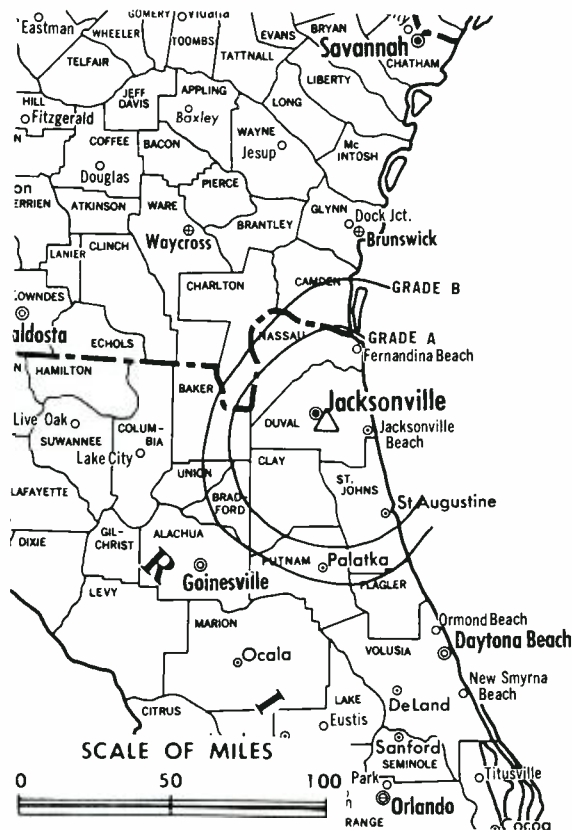 GOMERY
Vidalia
Eastman
WHEELER
TOOMBS
EVANS
BRYAN
Savannah
TATTNALL
CHATHAM
TELFAIR
LIBERTY
JEFF
DAVIS
APPLING
LONG
HILL
Fitzgerald
Baxley
WAYNE
Jesup
Mc
INTOSH
COFFEE
BACON
Douglas
PIERCE
on
ERRIEN
ATKINSON
WARE
GLYNN
Dock Jct.
BRANTLEY
Waycross
Brunswick
CLINCH
LANIER
CHARLTON
CAMDEN
GRADE B
OWNDES
aldosta
NASSAU
GRADE A
ECHOLS
Fernandina Beach
HAMILTON
BAKER
Jacksonville
Live Oak
COLUM-
BIA
DUVAL
Jacksonville
Beach
SUWANNEE
Lake City
CLAY
UNION
ST.
JOHNS
LAFAYETTE
BRAD-
FORD
St Augustine
DIXIE
GIL-
CHRIST
ALACHUA
R
PUTNAM
Palatka
Goinesville
FLAGLER
LEVY
MARION
Ormond Beach
Daytona Beach
VOLUSIA
Ocala
New Smyrna
Beach
I
LAKE
DeLand
CITRUS
Eustis
SCALE OF MILES
Sanford
SEMINOLE
0 50 100
Park
Titusville
Orlando
RANGE
Cocoa